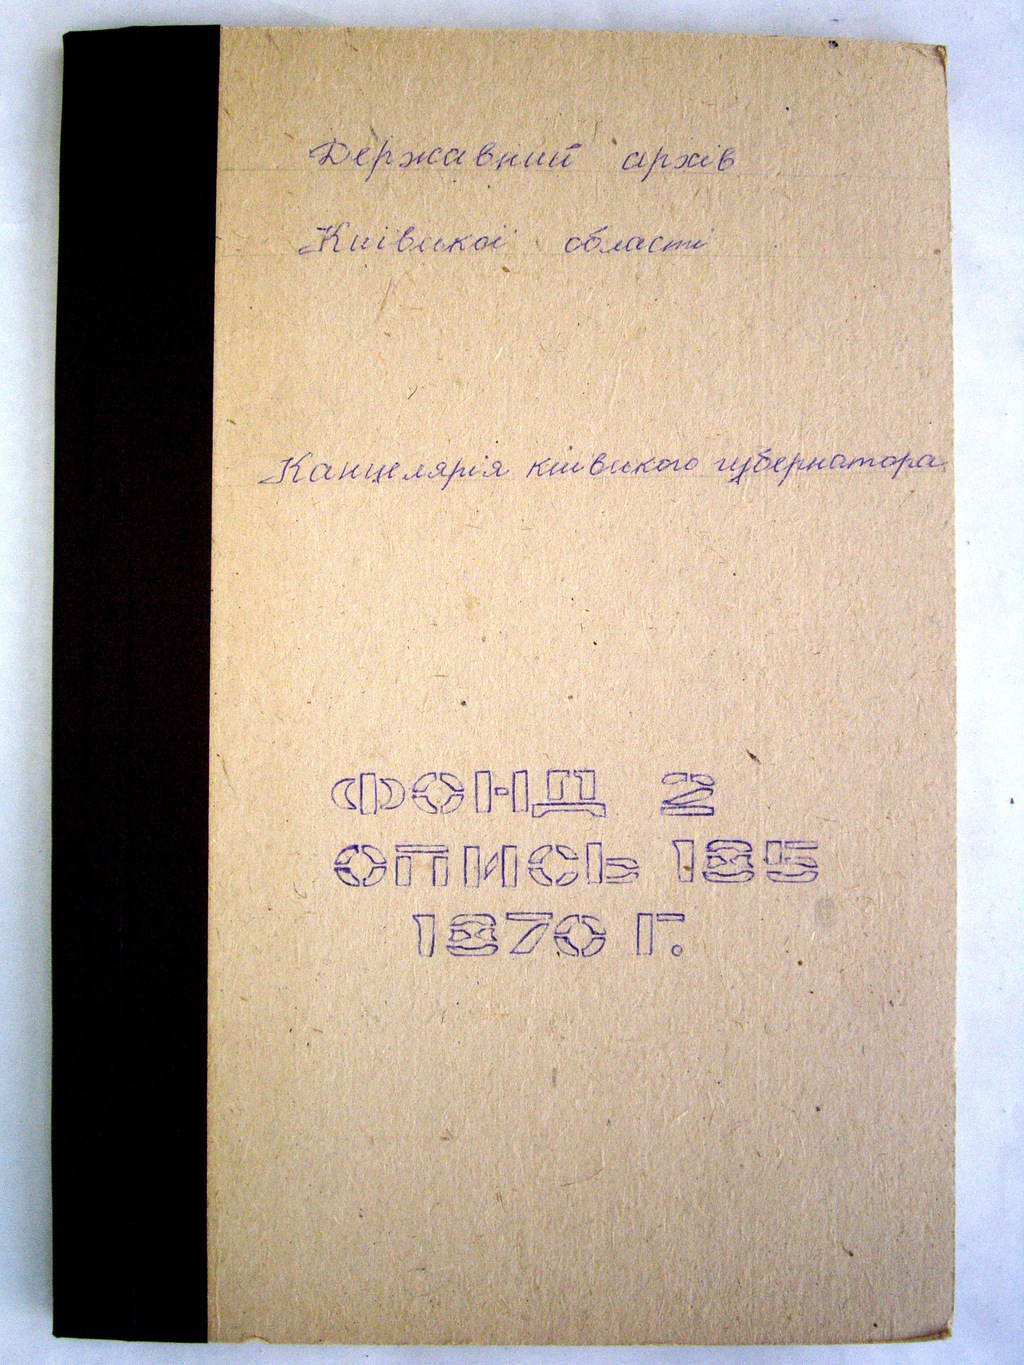 Державний архів
Київської області
Канцелярія київського губернатора
ФОНД 2
ОПИСЬ 185
1870 Г.